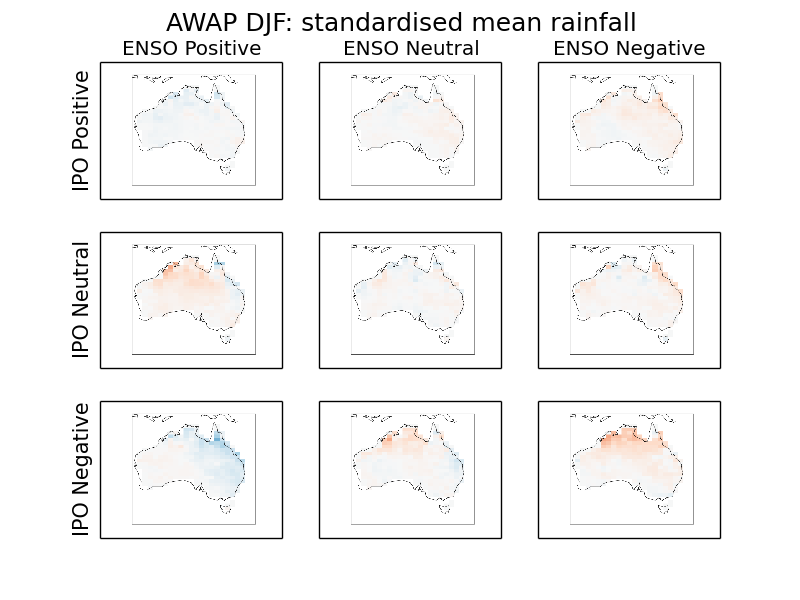 AWAP DJF: standardised mean rainfall
ENSO Positive
ENSO Neutral
ENSO Negative
IPO Positive
IPO Neutral
IPO Negative